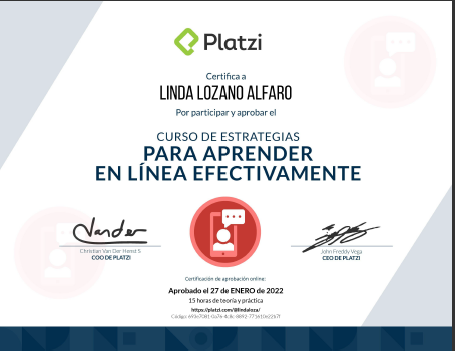 Platzi
Certifica a
LINDA LOZANO ALFARO
Por participar y aprobar el
CURSO DE ESTRATEGIAS
PARA APRENDER
EN LÍNEA EFECTIVAMENTE
Christian Van Der Henst S.
COO DE PLATZI
John Freddy Vega
CEO DE PLATZI
Certificación de aprobación online:
Aprobado el 27 de ENERO de 2022
15 horas de teoría y práctica
https://platzi.com/@lindaloza/
Código: